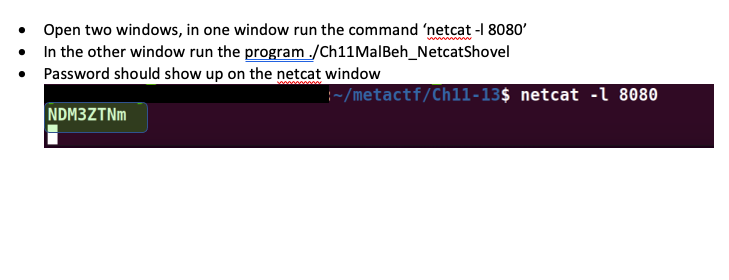 • Open two windows, in one window run the command ‘netcat -l 8080’
• In the other window run the program ./Ch11MalBeh_NetcatShovel
• Password should show up on the netcat window
:~/metactf/Ch11-13$ netcat -l 8080
NDM3ZTNm